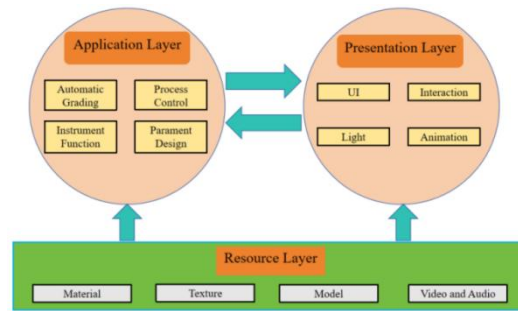 Application Layer
Automatic
Grading
Process
Control
Instrument
Function
Parament
Design
Presentation Layer
UI
Interaction
Light
Animation
Resource Layer
Material
Texture
Model
Video and Audio